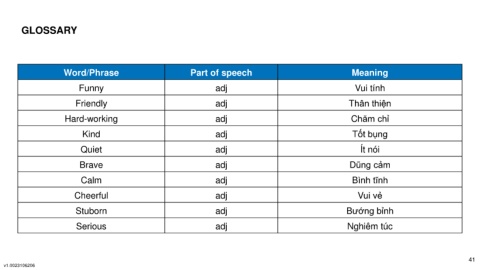 GLOSSARY
Word/Phrase Part of speech Meaning
Funny adj Vui tính
Friendly adj Thân thiện
Hard-working adj Chăm chỉ
Kind adj Tốt bụng
Quiet adj Ít nói
Brave adj Dũng cảm
Calm adj Bình tĩnh
Cheerful adj Vui vẻ
Stuborn adj Bướng bỉnh
Serious adj Nghiêm túc
41